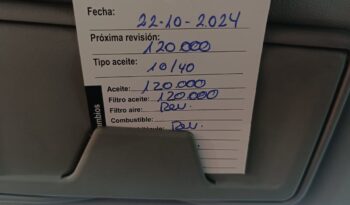 Fecha:
22-10-2024
Próxima revisión:
120.000
Tipo aceite:
10/40
Aceite: 120.000
Filtro aceite: 120.000
Filtro aire: Rev.
Combustible:
Rev.